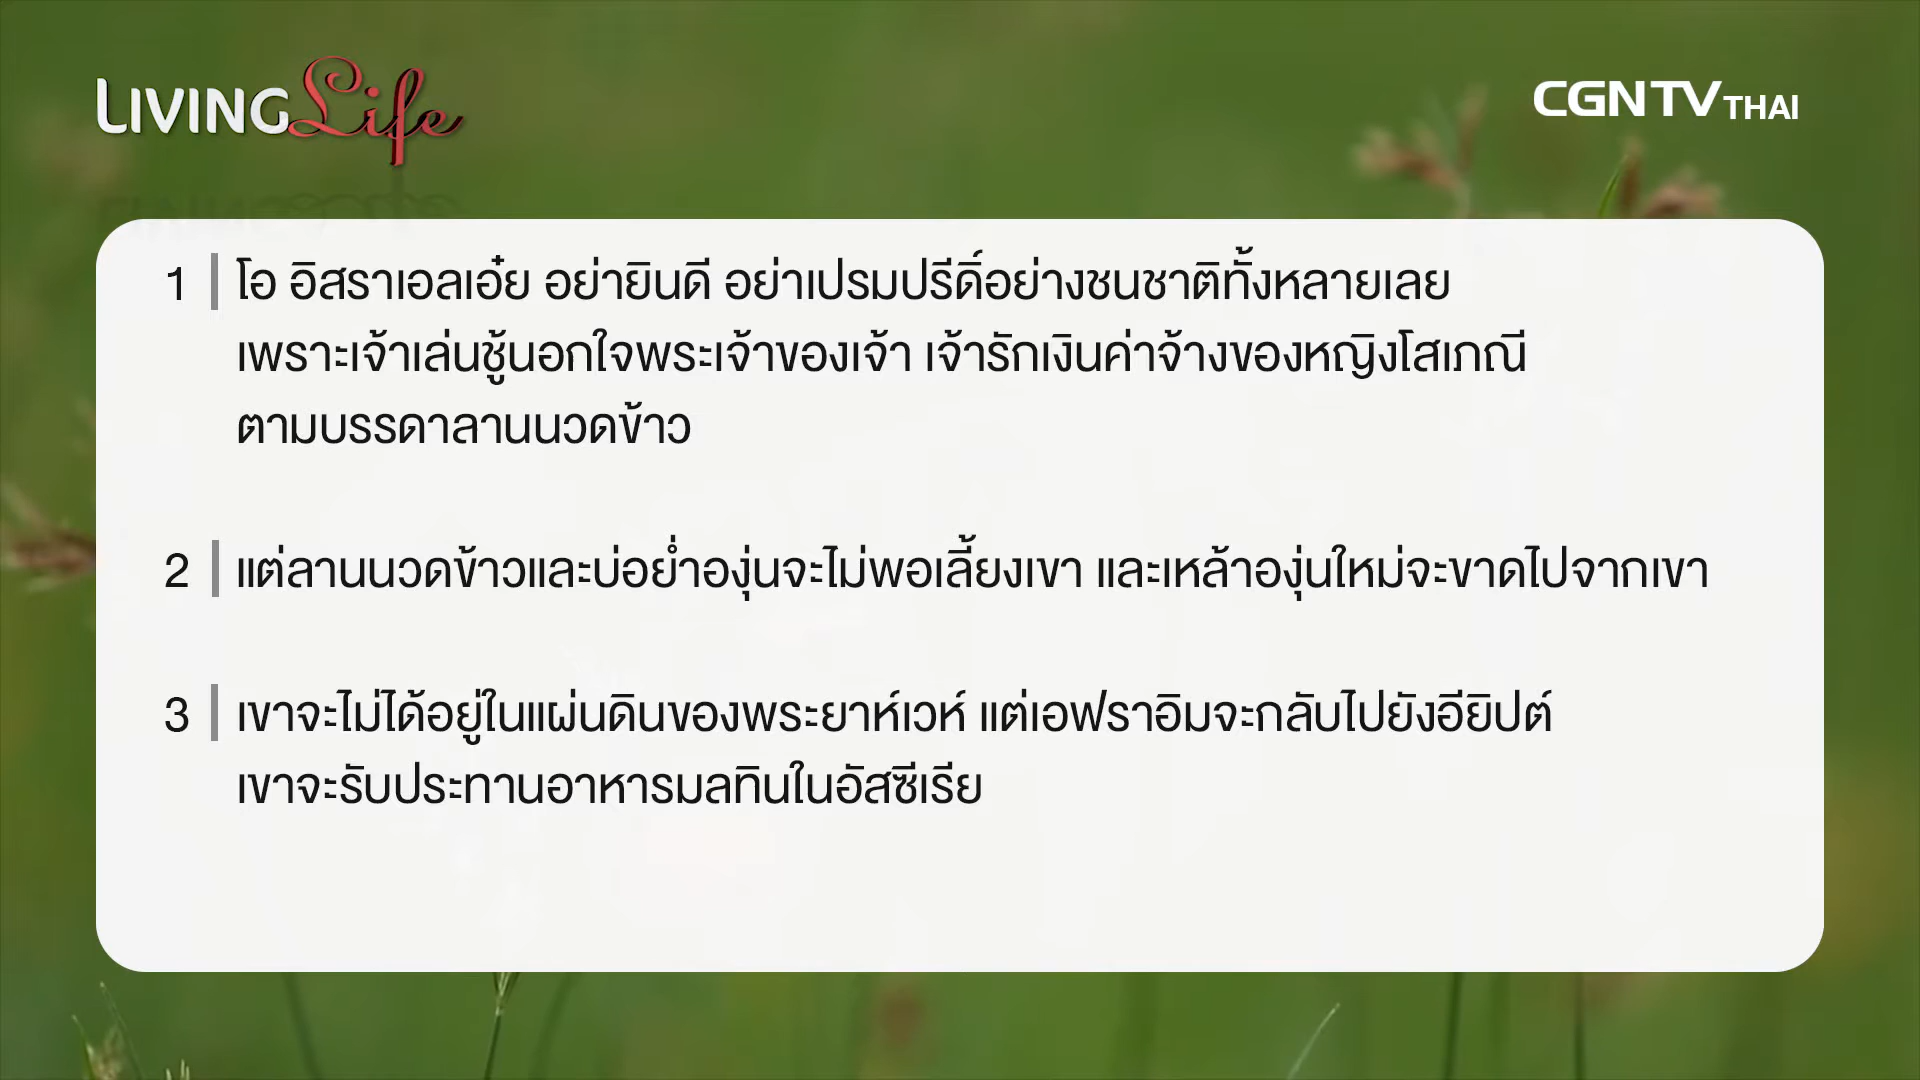 LIVING Life
CGNTV THAI
1 โอ อิสราเอลเอ๋ย อย่ายินดี อย่าเปรมปรีดิ์อย่างชนชาติทั้งหลายเลย
เพราะเจ้าเล่นชู้นอกใจพระเจ้าของเจ้า เจ้ารักเงินค่าจ้างของหญิงโสเภณี
ตามบรรดาลานนวดข้าว
2 แต่ลานนวดข้าวและบ่อย่ำองุ่นจะไม่พอเลี้ยงเขา และเหล้าองุ่นใหม่จะขาดไปจากเขา
3 เขาจะไม่ได้อยู่ในแผ่นดินของพระยาห์เวห์ แต่เอฟราอิมจะกลับไปยังอียิปต์
เขาจะรับประทานอาหารมลทินในอัสซีเรีย